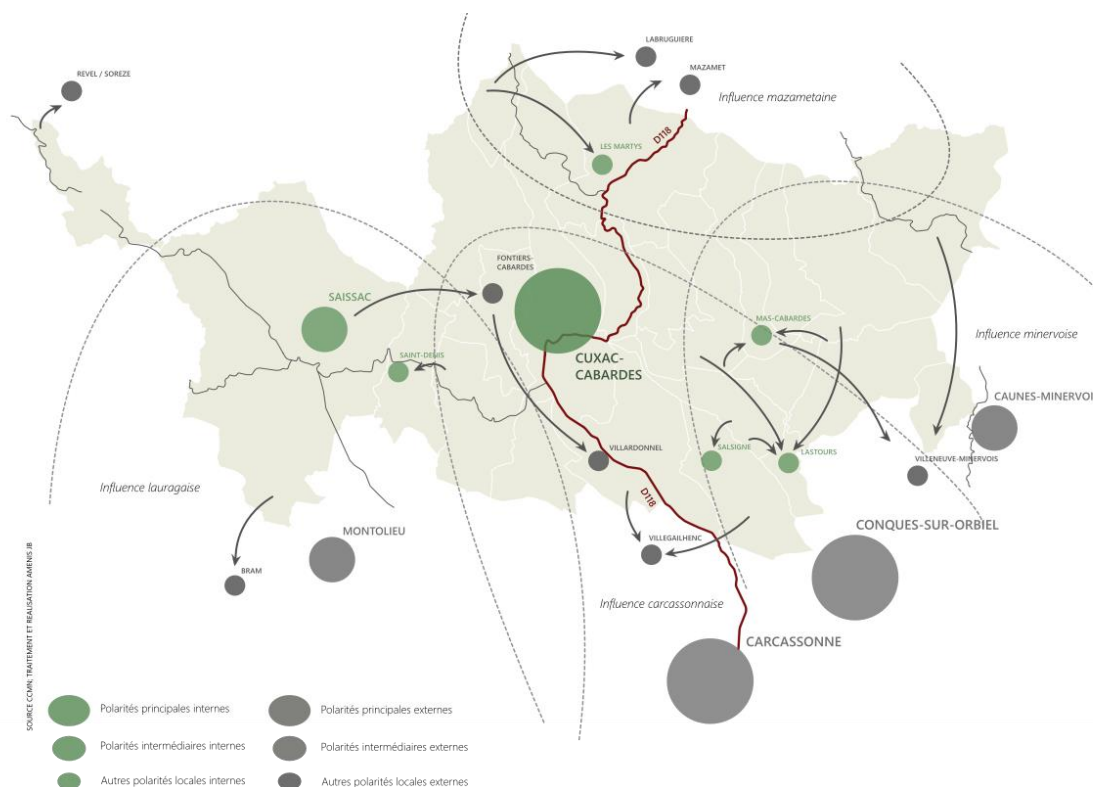 LABRUGUIERE
MAZAMET
REVEL / SOREZE
Influence mazametaine
D118
LES MARTYS
FONTIERS-
CABARDES
SAISSAC
MAS-CABARDES
Influence minervoise
SAINT-DENIS
CUXAC-
CABARDES
CAUNES-MINERVOI
VILLARDONNEL
SALSIGNE
LASTOURS
VILLENEUVE-MINERVOIS
Influence lauragaise
D118
MONTOLIEU
CONQUES-SUR-ORBIEL
VILLEGAILHENC
BRAM
Influence carcassonnaise
CARCASSONNE
SOURCE CCMN; TRAITEMENT ET REALISATION AMENIS JB
Polarités principales internes
Polarités principales externes
Polarités intermédiaires internes
Polarités intermédiaires externes
Autres polarités locales internes
Autres polarités locales externes